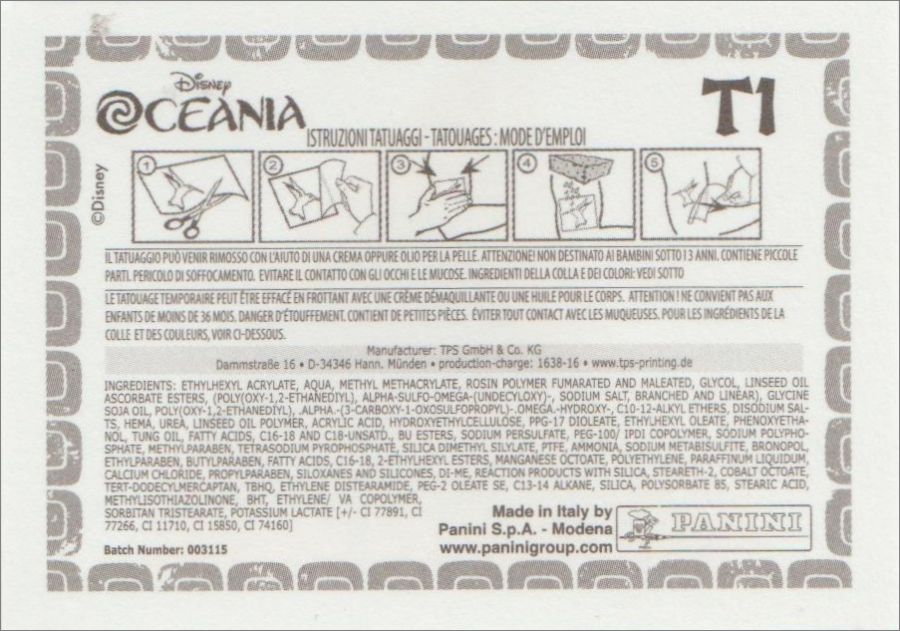 Disney
OCEANIA
T1
ISTRUZIONI TATUAGGI - TATOUAGES : MODE D'EMPLOI
1
2
3
4
5
©Disney
IL TATUAGGIO PUÒ VENIR RIMOSSO CON L'AIUTO DI UNA CREMA OPPURE OLIO PER LA PELLE. ATTENZIONE! NON DESTINATO AI BAMBINI SOTTO I 3 ANNI. CONTIENE PICCOLE
PARTI. PERICOLO DI SOFFOCAMENTO. EVITARE IL CONTATTO CON GLI OCCHI E LE MUCOSE. INGREDIENTI DELLA COLLA E DEI COLORI: VEDI SOTTO
LE TATOUAGE TEMPORAIRE PEUT ÊTRE EFFACÉ EN FROTTANT AVEC UNE CRÈME DÉMAQUILLANTE OU UNE HUILE POUR LE CORPS. ATTENTION ! NE CONVIENT PAS AUX
ENFANTS DE MOINS DE 36 MOIS. DANGER D'ÉTOUFFEMENT. CONTIENT DE PETITES PIÈCES. ÉVITER TOUT CONTACT AVEC LES MUQUEUSES. POUR LES INGRÉDIENTS DE LA
COLLE ET DES COULEURS, VOIR CI-DESSOUS.
Manufacturer: TPS GmbH & Co. KG
Dammstraße 16 • D-34346 Hann. Münden • production-charge: 1638-16 • www.tps-printing.de
INGREDIENTS: ETHYLHEXYL ACRYLATE, AQUA, METHYL METHACRYLATE, ROSIN POLYMER FUMARATED AND MALEATED, GLYCOL, LINSEED OIL
ASCORBATE ESTERS, (POLY(OXY-1,2-ETHANEDIYL), ALPHA-SULFO-OMEGA-(UNDECYLOXY)-, SODIUM SALT, BRANCHED AND LINEAR), GLYCINE
SOJA OIL, POLY(OXY-1,2-ETHANEDIYL), .ALPHA.-(3-CARBOXY-1-OXOSULFOPROPYL)-.OMEGA.-HYDROXY-, C10-12-ALKYL ETHERS, DISODIUM SAL-
TS, HEMA, UREA, LINSEED OIL POLYMER, ACRYLIC ACID, HYDROXYETHYLCELLULOSE, PPG-17 DIOLEATE, ETHYLHEXYL OLEATE, PHENOXYETHA-
NOL, TUNG OIL, FATTY ACIDS, C16-18 AND C18-UNSATD., BU ESTERS, SODIUM PERSULFATE, PEG-100/ IPDI COPOLYMER, SODIUM POLYPHO-
SPHATE, METHYLPARABEN, TETRASODIUM PYROPHOSPHATE, SILICA DIMETHYL SILYLATE, PTFE, AMMONIA, SODIUM METABISULFITE, BRONOPOL,
ETHYLPARABEN, BUTYLPARABEN, FATTY ACIDS, C16-18, 2-ETHYLHEXYL ESTERS, MANGANESE OCTOATE, POLYETHYLENE, PARAFFINUM LIQUIDUM,
CALCIUM CHLORIDE, PROPYLPARABEN, SILOXANES AND SILICONES, DI-ME, REACTION PRODUCTS WITH SILICA, STEARETH-2, COBALT OCTOATE,
TERT-DODECYLMERCAPTAN, TBHQ, ETHYLENE DISTEARAMIDE, PEG-2 OLEATE SE, C13-14 ALKANE, SILICA, POLYSORBATE 85, STEARIC ACID,
METHYLISOTHIAZOLINONE, BHT, ETHYLENE/ VA COPOLYMER,
SORBITAN TRISTEARATE, POTASSIUM LACTATE [+/- CI 77891, CI
77266, CI 11710, CI 15850, CI 74160]
Batch Number: 003115
Made in Italy by
Panini S.p.A. - Modena
www.paninigroup.com
PANINI